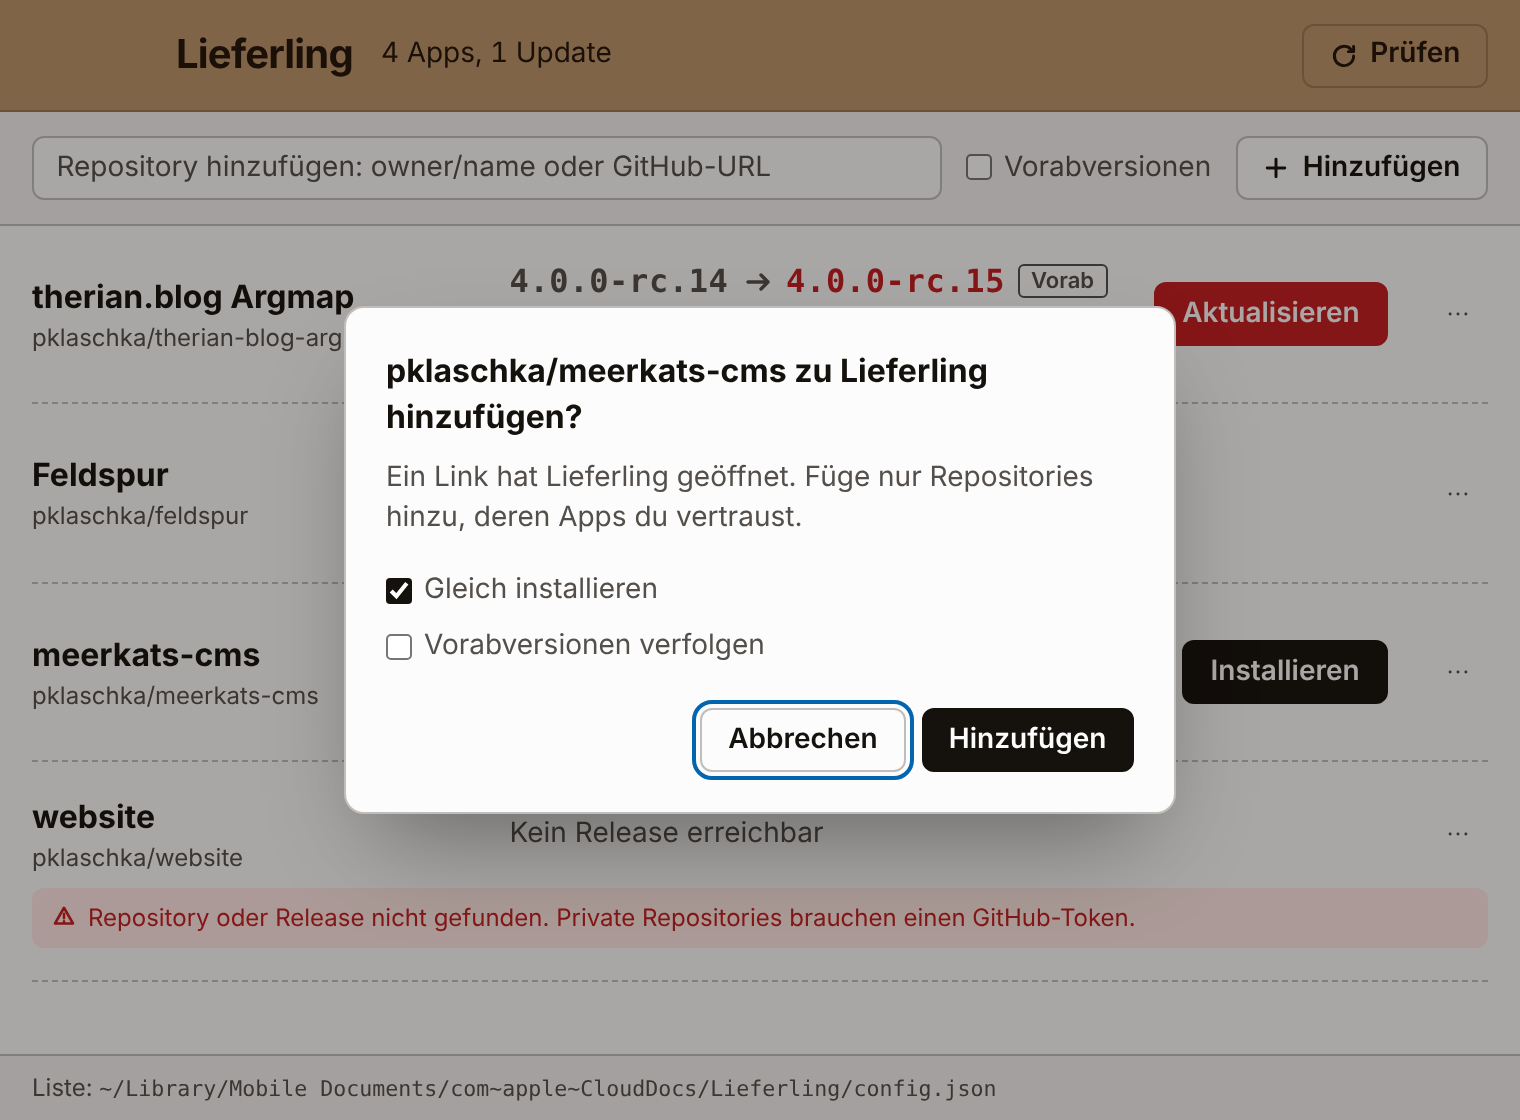 Lieferling 4 Apps, 1 Update
Prüfen
Repository hinzufügen: owner/name oder GitHub-URL
Vorabversionen
Hinzufügen
therian.blog Argmap
pklaschka/therian-blog-arg
4.0.0-rc.14 → 4.0.0-rc.15 Vorab
Aktualisieren
...
pklaschka/meerkats-cms zu Lieferling
hinzufügen?
Ein Link hat Lieferling geöffnet. Füge nur Repositories
hinzu, deren Apps du vertraust.
Gleich installieren
Vorabversionen verfolgen
Abbrechen
Hinzufügen
Feldspur
pklaschka/feldspur
...
meerkats-cms
pklaschka/meerkats-cms
Installieren
...
website
pklaschka/website
Kein Release erreichbar
...
Repository oder Release nicht gefunden. Private Repositories brauchen einen GitHub-Token.
Liste: ~/Library/Mobile Documents/com~apple~CloudDocs/Lieferling/config.json